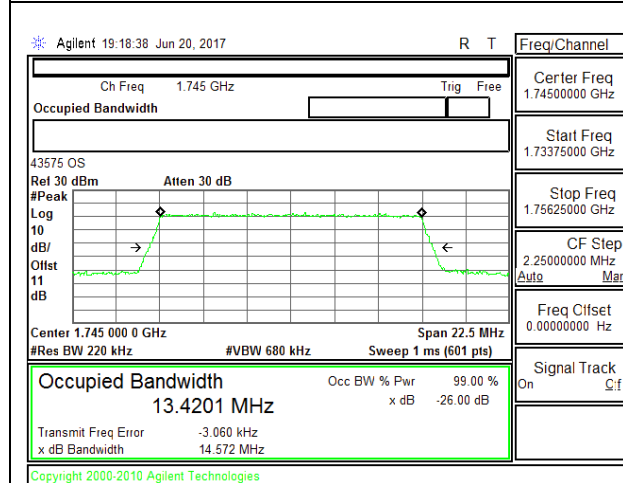 Agilent 19:18:38 Jun 20, 2017 R T
Freq/Channel
Ch Freq 1.745 GHz Trig Free
Occupied Bandwidth
Center Freq
1.74500000 GHz
Start Freq
1.73375000 GHz
43575 OS
Ref 30 dBm Atten 30 dB
#Peak
Log
10
dB/
Offst
11
dB
Stop Freq
1.75625000 GHz
CF Step
2.25000000 MHz
Auto Man
Center 1.745 000 0 GHz Span 22.5 MHz
#Res BW 220 kHz #VBW 680 kHz Sweep 1 ms (601 pts)
Freq Offset
0.00000000 Hz
Occupied Bandwidth Occ BW % Pwr 99.00 %
13.4201 MHz x dB -26.00 dB
Transmit Freq Error -3.060 kHz
x dB Bandwidth 14.572 MHz
Signal Track
On Off
Copyright 2000-2010 Agilent Technologies